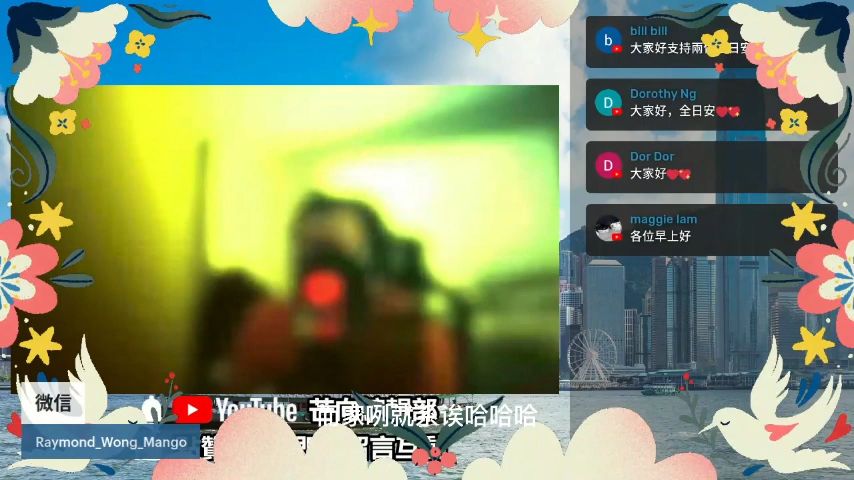 bill bill
大家好支持兩
Dorothy Ng
大家好，全日安
Dor Dor
大家好
maggie lam
各位早上好
微信
YouTube
Raymond_Wong_Mango